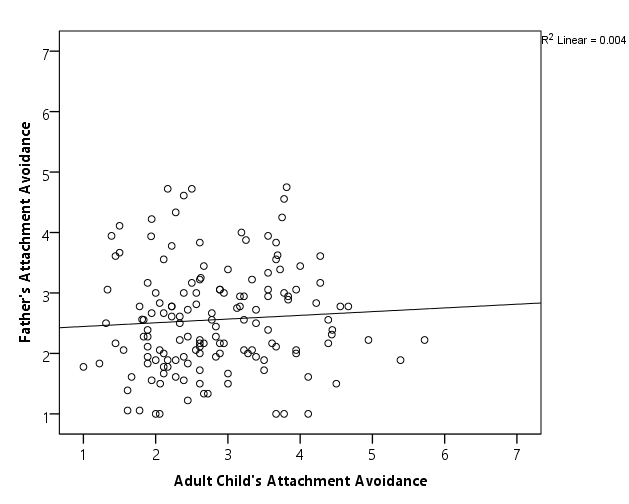 R² Linear = 0.004
7
6
5
4
3
2
1
Father's Attachment Avoidance
1 2 3 4 5 6 7
Adult Child's Attachment Avoidance